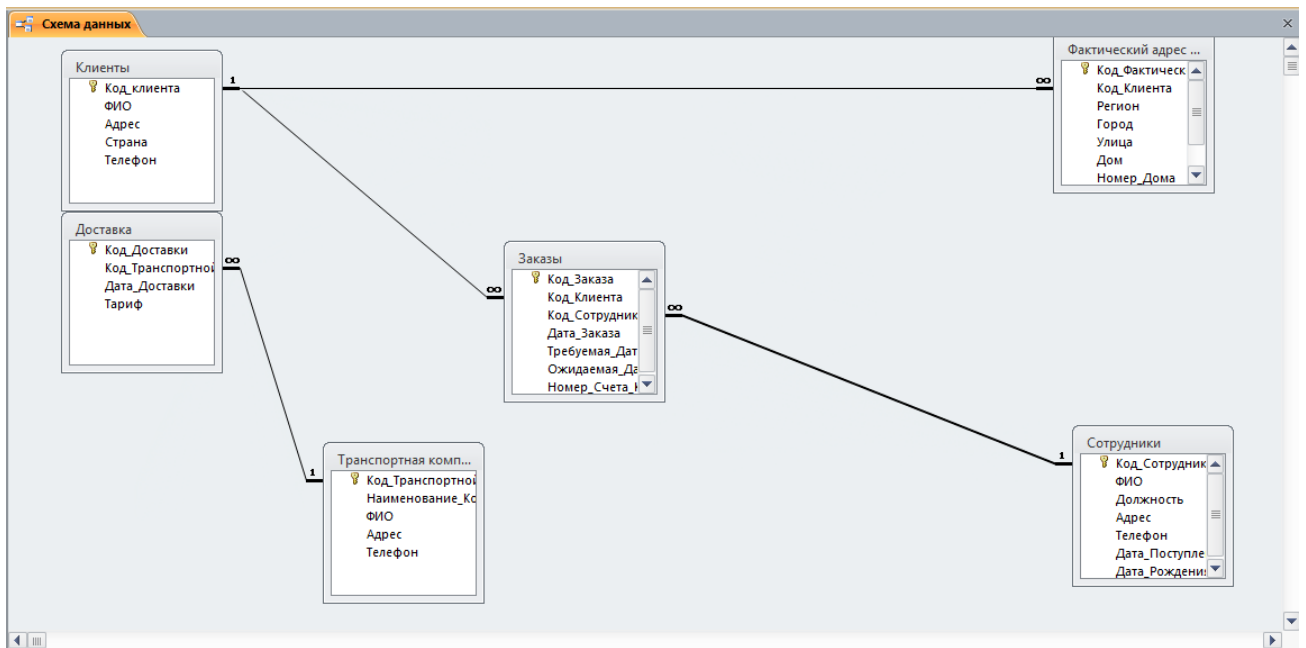 Схема данных
Клиенты
Код_клиента
ФИО
Адрес
Страна
Телефон
1
∞
Фактический адрес ...
Код_Фактическ
Код_Клиента
Регион
Город
Улица
Дом
Номер_Дома
Доставка
Код_Доставки
Код_Транспортной
Дата_Доставки
Тариф
∞
∞
Заказы
Код_Заказа
Код_Клиента
Код_Сотрудник
Дата_Заказа
Требуемая_Дат
Ожидаемая_Да
Номер_Счета_К
∞
1
Транспортная комп...
Код_Транспортной
Наименование_Ко
ФИО
Адрес
Телефон
1
Сотрудники
Код_Сотрудник
ФИО
Должность
Адрес
Телефон
Дата_Поступле
Дата_Рождения